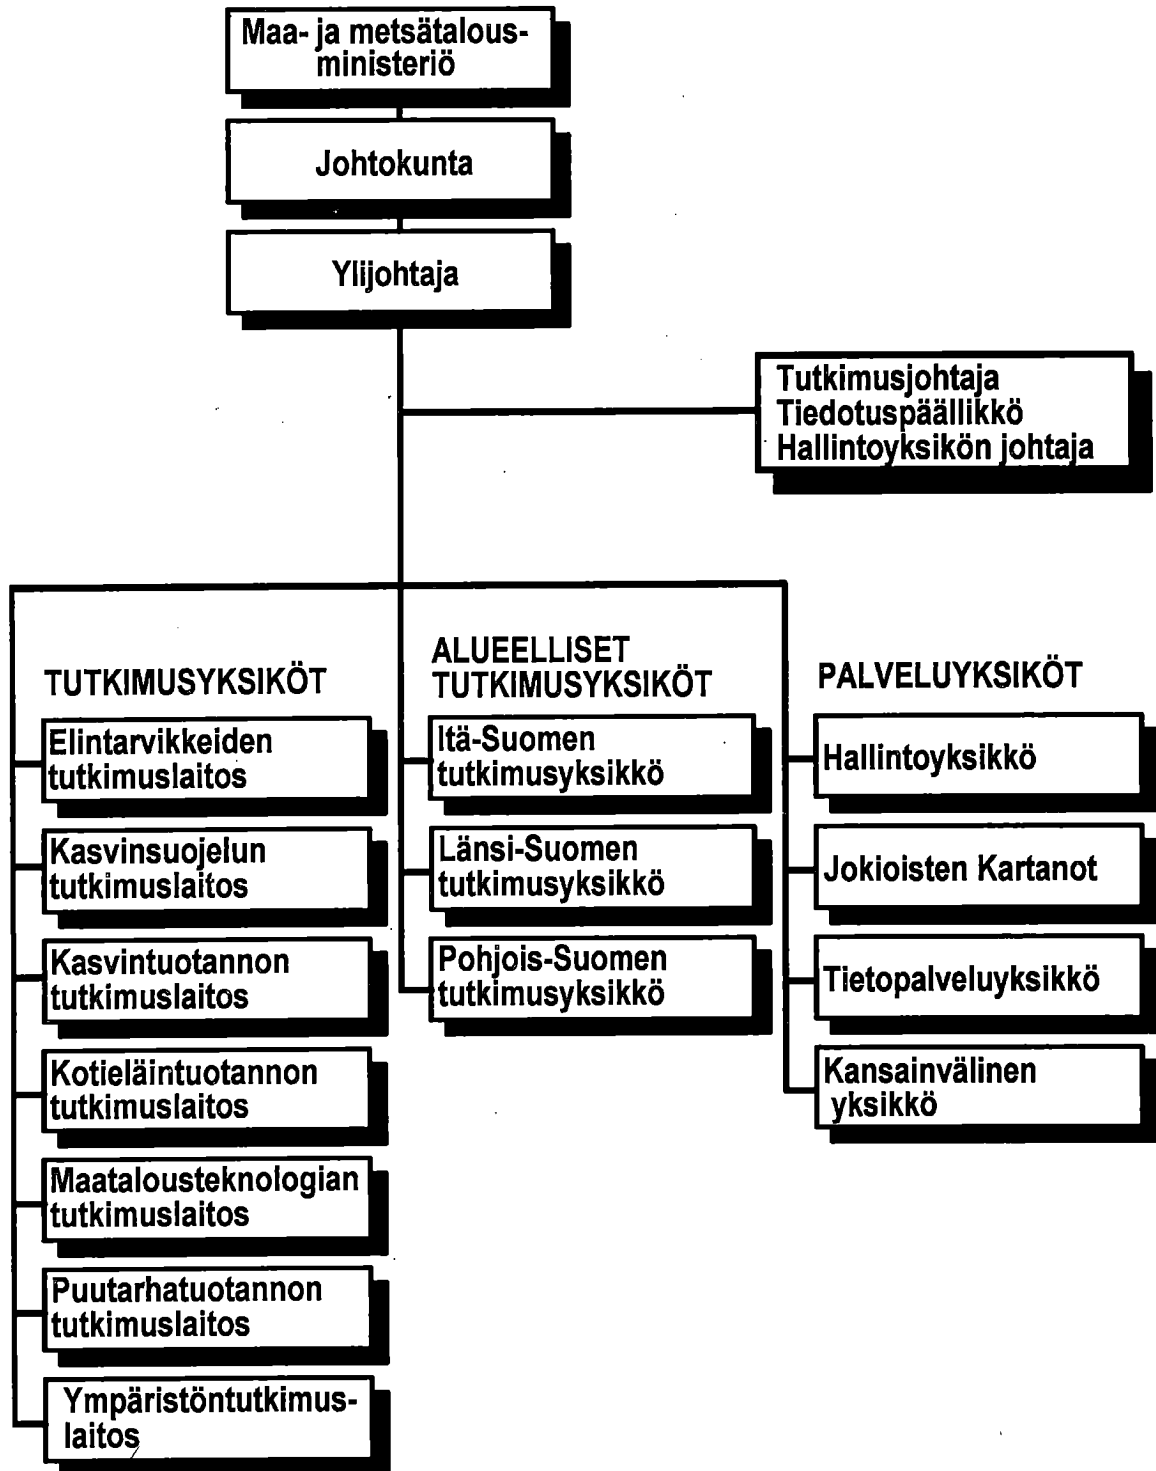 Maa- ja metsätalous-
ministeriö
Johtokunta
Ylijohtaja
Tutkimusjohtaja
Tiedotuspäällikkö
Hallintoyksikön johtaja
TUTKIMUSYKSIKÖT
Elintarvikkeiden
tutkimuslaitos
Kasvinsuojelun
tutkimuslaitos
Kasvintuotannon
tutkimuslaitos
Kotieläintuotannon
tutkimuslaitos
Maatalousteknologian
tutkimuslaitos
Puutarhatuotannon
tutkimuslaitos
Ympäristöntutkimus-
laitos
ALUEELLISET
TUTKIMUSYKSIKÖT
Itä-Suomen
tutkimusyksikkö
Länsi-Suomen
tutkimusyksikkö
Pohjois-Suomen
tutkimusyksikkö
PALVELUYKSIKÖT
Hallintoyksikkö
Jokioisten Kartanot
Tietopalveluyksikkö
Kansainvälinen
yksikkö